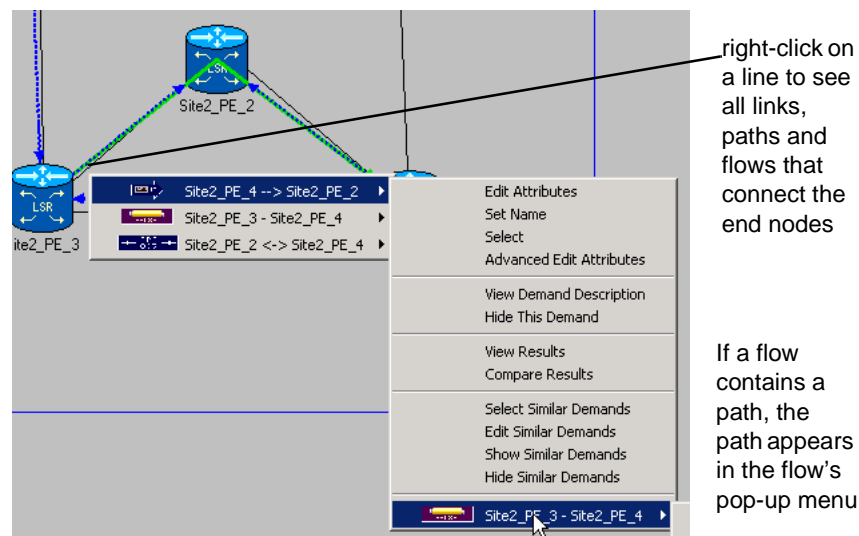 LSR
Site2_PE_2
LSR
ite2_PE_3
Site2_PE_4 --> Site2_PE_2
Site2_PE_3 - Site2_PE_4
Site2_PE_2 <-> Site2_PE_4
Edit Attributes
Set Name
Select
Advanced Edit Attributes
View Demand Description
Hide This Demand
View Results
Compare Results
Select Similar Demands
Edit Similar Demands
Show Similar Demands
Hide Similar Demands
Site2_PE_3 - Site2_PE_4
right-click on
a line to see
all links,
paths and
flows that
connect the
end nodes
If a flow
contains a
path, the
path appears
in the flow’s
pop-up menu